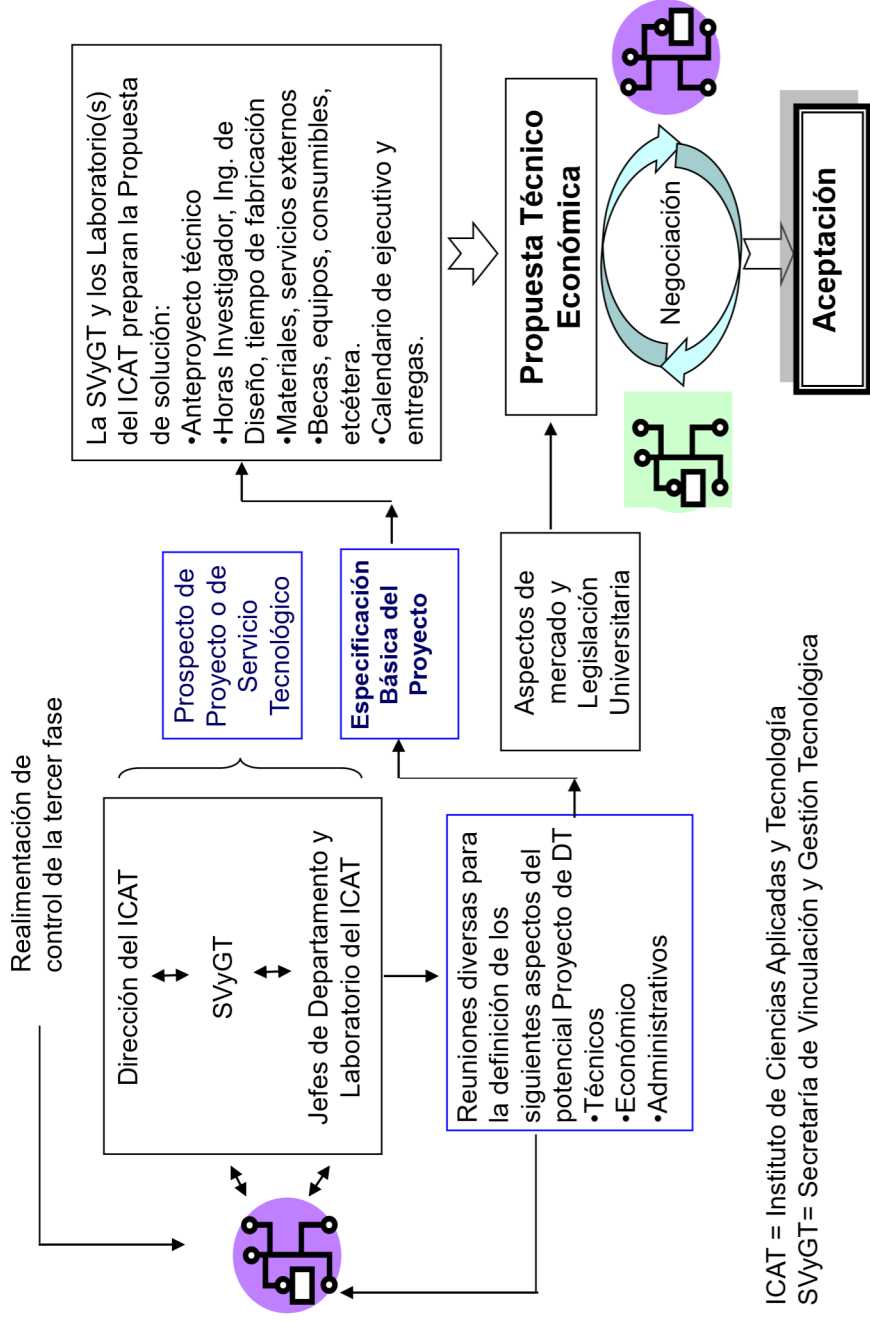 Realimentación de
control de la tercer fase
Dirección del ICAT
SVyGT
Jefes de Departamento y
Laboratorio del ICAT
Prospecto de
Proyecto o de
Servicio
Tecnológico
Reuniones diversas para
la definición de los
siguientes aspectos del
potencial Proyecto de DT
•Técnicos
•Económico
•Administrativos
Especificación
Básica del
Proyecto
La SVyGT y los Laboratorio(s)
del ICAT preparan la Propuesta
de solución:
•Anteproyecto técnico
•Horas Investigador, Ing. de
Diseño, tiempo de fabricación
•Materiales, servicios externos
•Becas, equipos, consumibles,
etcétera.
•Calendario de ejecutivo y
entregas.
Aspectos de
mercado y
Legislación
Universitaria
Propuesta Técnico
Económica
Negociación
Aceptación
ICAT = Instituto de Ciencias Aplicadas y Tecnología
SVyGT= Secretaría de Vinculación y Gestión Tecnológica